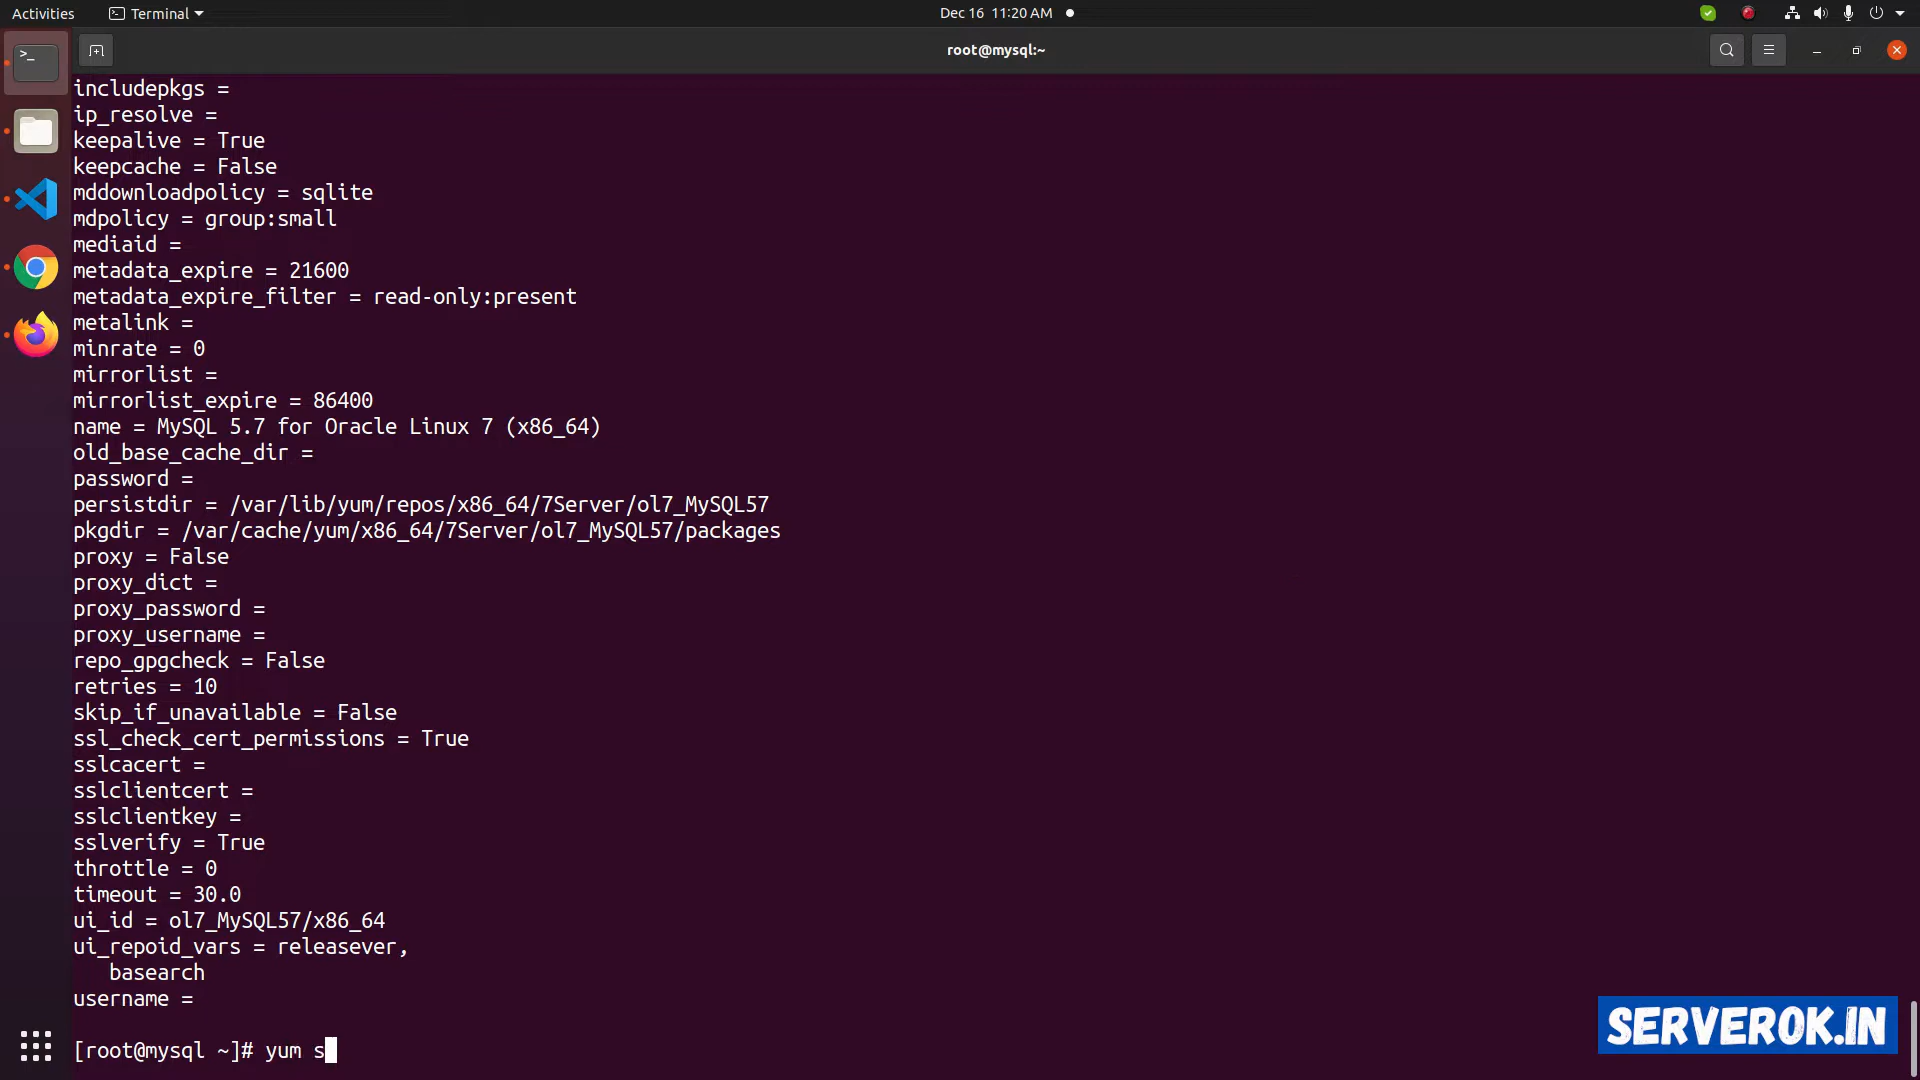 Activities
Terminal
Dec 16 11:20 AM
root@mysql:~
includepkgs =
ip_resolve =
keepalive = True
keepcache = False
mddownloadpolicy = sqlite
mdpolicy = group:small
mediaid =
metadata_expire = 21600
metadata_expire_filter = read-only:present
metalink =
minrate = 0
mirrorlist =
mirrorlist_expire = 86400
name = MySQL 5.7 for Oracle Linux 7 (x86_64)
old_base_cache_dir =
password =
persistdir = /var/lib/yum/repos/x86_64/7Server/ol7_MySQL57
pkgdir = /var/cache/yum/x86_64/7Server/ol7_MySQL57/packages
proxy = False
proxy_dict =
proxy_password =
proxy_username =
repo_gpgcheck = False
retries = 10
skip_if_unavailable = False
ssl_check_cert_permissions = True
sslcacert =
sslclientcert =
sslclientkey =
sslverify = True
throttle = 0
timeout = 30.0
ui_id = ol7_MySQL57/x86_64
ui_repoid_vars = releasever,
basearch
username =
[root@mysql ~]# yum s
SERVEROK.IN